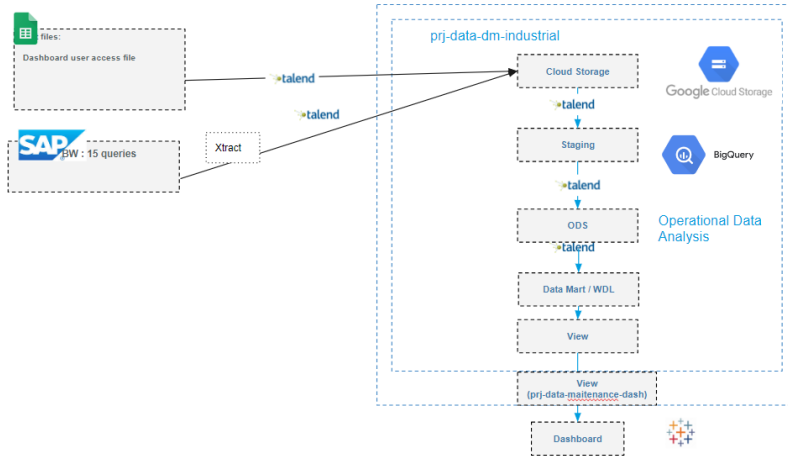 files:
Dashboard user access file
talend
talend
SAP
BW : 15 queries
Xtract
prj-data-dm-industrial
Cloud Storage
Google Cloud Storage
talend
Staging
BigQuery
talend
ODS
Operational Data
Analysis
talend
Data Mart / WDL
View
View
(prj-data-maitenance-dash)
Dashboard